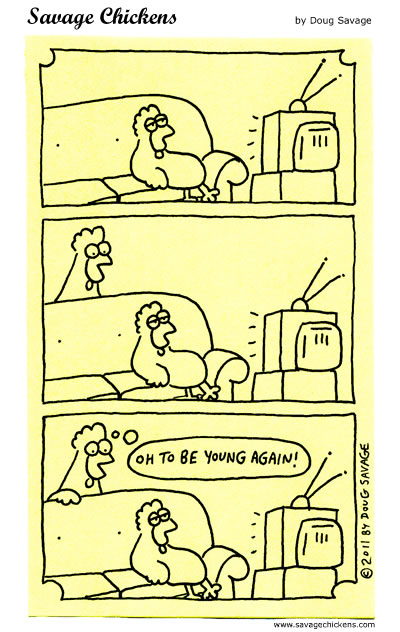 Savage Chickens
by Doug Savage
OH TO BE YOUNG AGAIN!
© 2011 BY DOUG SAVAGE
www.savagechickens.com